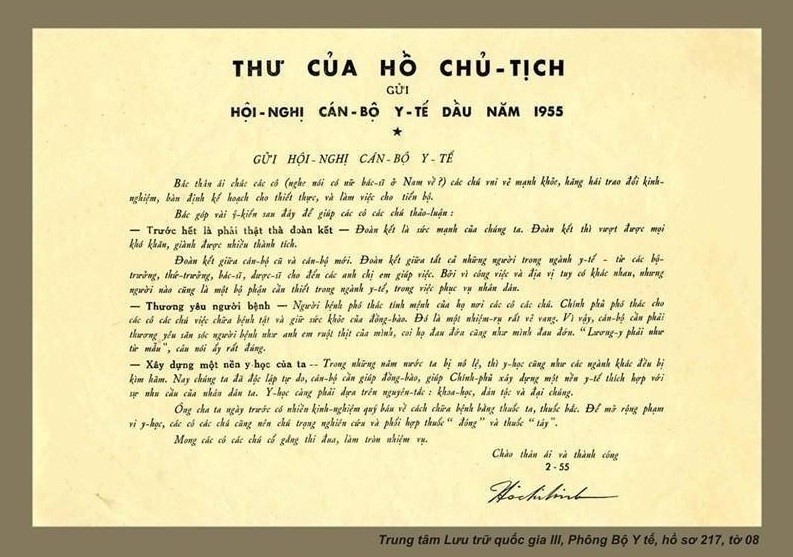 THƯ CỦA HỒ CHỦ-TỊCH
GỬI
HỘI-NGHỊ CÁN-BỘ Y-TẾ DẦU NĂM 1955
GỬI HỘI-NGHỊ CÁN-BỘ Y-TẾ
Bác thân ái chúc các cô (nghe nói có nữ bác-sĩ ở Nam về?) các chú vui vẻ mạnh khỏe, hăng hái trao đổi kinh-
nghiệm, bàn định kế hoạch cho thiết thực, và làm việc cho tiến bộ.
Bác góp vài ý-kiến sau đây để giúp các cô các chú thảo-luận :
— Trước hết là phải thật thà đoàn kết — Đoàn kết là sức mạnh của chúng ta. Đoàn kết thì vượt được mọi
khó khăn, giành được nhiều thành tích.
Đoàn kết giữa cán-bộ cũ và cán-bộ mới. Đoàn kết giữa tất cả những người trong ngành y-tế - từ các bộ-
trưởng, thứ-trưởng, bác-sĩ, dược-sĩ cho đến các anh chị em giúp việc. Bởi vì công việc và địa vị tuy có khác nhau, nhưng
người nào cũng là một bộ phận cần thiết trong ngành y-tế, trong việc phục vụ nhân dân.
— Thương yêu người bệnh — Người bệnh phó thác tính mệnh của họ nơi các cô các chú. Chính phủ phó thác cho
các cô các chú việc chữa bệnh tật và giữ sức khỏe của đồng-bào. Đó là một nhiệm-vụ rất vẻ vang. Vì vậy, cán-bộ cần phải
thương yêu săn sóc người bệnh như anh em ruột thịt của mình, coi họ đau đớn cũng như mình đau đớn. “Lương-y phải như
từ mẫu”, câu nói ấy rất đúng.
— Xây dựng một nền y-học của ta -- Trong những năm nước ta bị nô lệ, thì y-học cũng như các ngành khác đều bị
kìm hãm. Nay chúng ta đã độc lập tự do, cán-bộ cần giúp đồng-bào, giúp Chính-phủ xây dựng một nền y-tế thích hợp với
sự nhu cầu của nhân dân ta. Y-học càng phải dựa trên nguyên-tắc : khoa-học, dân tộc và đại chúng.
Ông cha ta ngày trước có nhiều kinh-nghiệm quý báu về cách chữa bệnh bằng thuốc ta, thuốc bắc. Để mở rộng phạm
vi y-học, các cô các chú cũng nên chú trọng nghiên cứu và phối hợp thuốc “ đông” và thuốc “tây”.
Mong các cô các chú cố gắng thi đua, làm tròn nhiệm vụ.
Chào thân ái và thành công
2-55
Hồ Chí Minh
Trung tâm Lưu trữ quốc gia III, Phông Bộ Y tế, hồ sơ 217, tờ 08